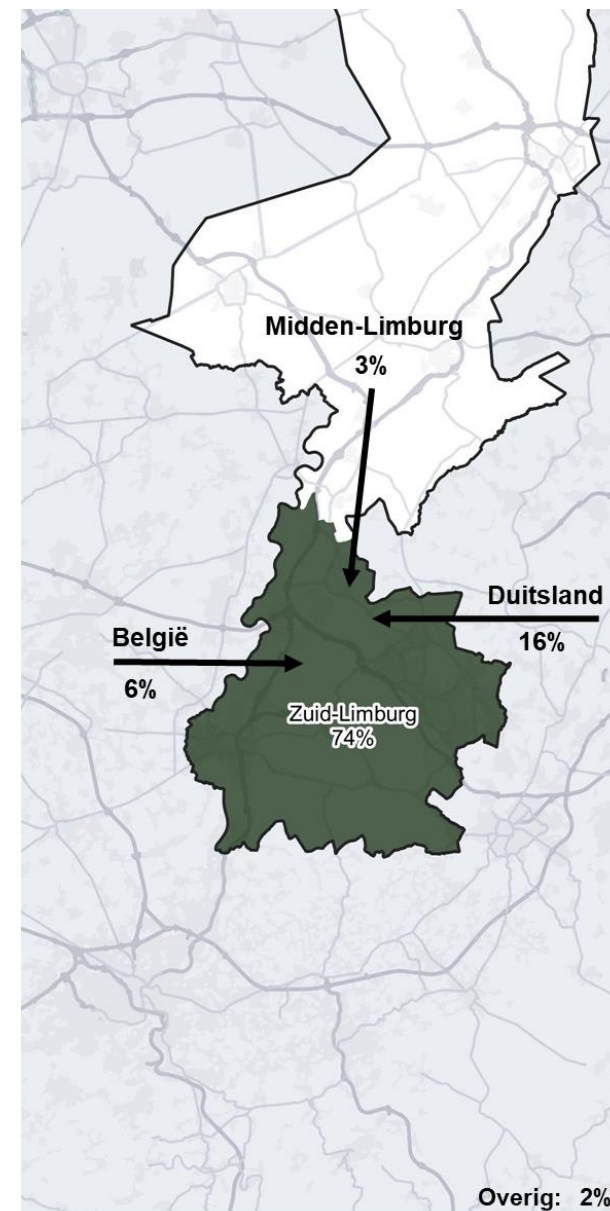 Midden-Limburg
3%
Duitsland
16%
België
6%
Zuid-Limburg
74%
Overig: 2%